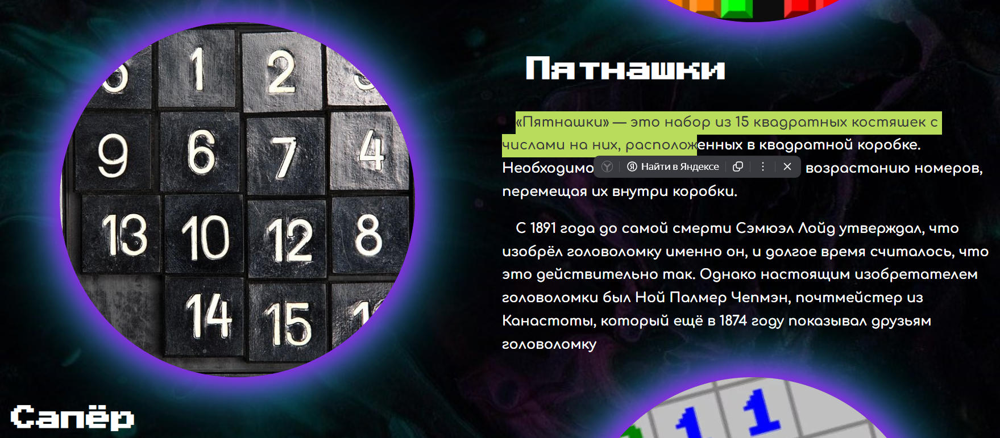 Пятнашки
«Пятнашки» — это набор из 15 квадратных костяшек с
числами на них, расположенных в квадратной коробке.
Необходимо возрастанию номеров,
Найти в Яндексе
перемещая их внутри коробки.
С 1891 года до самой смерти Сэмюэл Лойд утверждал, что
изобрёл головоломку именно он, и долгое время считалось, что
это действительно так. Однако настоящим изобретателем
головоломки был Ной Палмер Чепмэн, почтмейстер из
Канастоты, который ещё в 1874 году показывал друзьям
головоломку
1 2
9 6 7 4
13 10 12 8
14 15
Сапёр
1 1